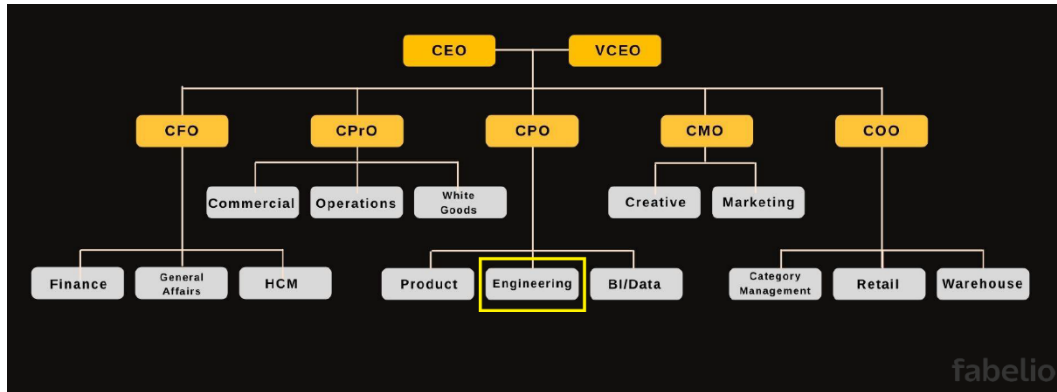 CEO
VCEO
CFO
CPrO
CPO
CMO
COO
Commercial
Operations
White
Goods
Creative
Marketing
Finance
General
Affairs
HCM
Product
Engineering
BI/Data
Category
Management
Retail
Warehouse
fabelio